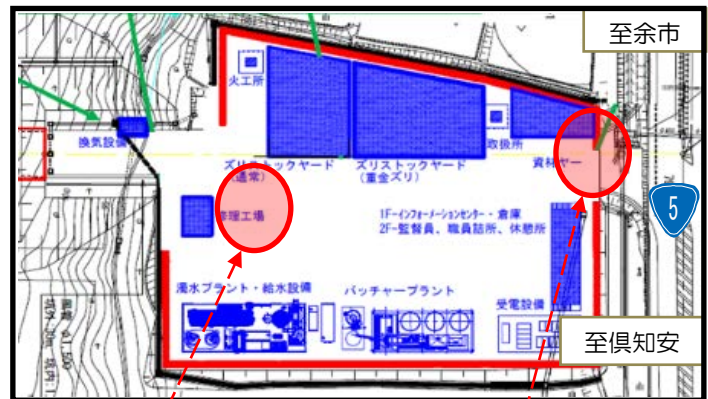 至余市
火工所
換気設備
取扱所
ズリストックヤード
(通常)
ズリストックヤード
(重金ズリ)
資材ヤー
5
修理工場
1F-インフォーメーションセンター・倉庫
2F-監督員、職員詰所、休憩所
濁水プラント・給水設備
バッチャープラント
受電設備
至倶知安